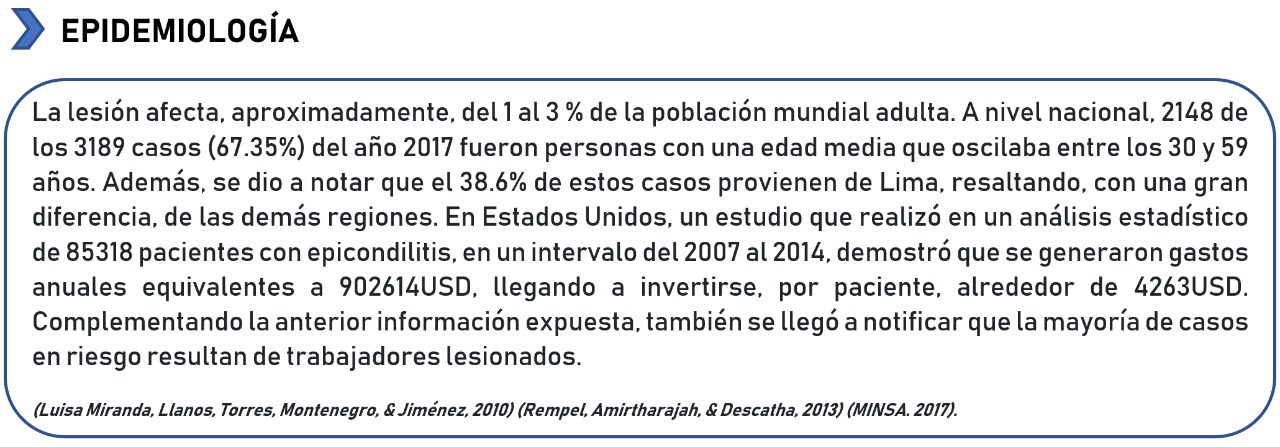 EPIDEMIOLOGÍA
La lesión afecta, aproximadamente, del 1 al 3 % de la población mundial adulta. A nivel nacional, 2148 de
los 3189 casos (67.35%) del año 2017 fueron personas con una edad media que oscilaba entre los 30 y 59
años. Además, se dio a notar que el 38.6% de estos casos provienen de Lima, resaltando, con una gran
diferencia, de las demás regiones. En Estados Unidos, un estudio que realizó en un análisis estadístico
de 85318 pacientes con epicondilitis, en un intervalo del 2007 al 2014, demostró que se generaron gastos
anuales equivalentes a 902614USD, llegando a invertirse, por paciente, alrededor de 4263USD.
Complementando la anterior información expuesta, también se llegó a notificar que la mayoría de casos
en riesgo resultan de trabajadores lesionados.
(Luisa Miranda, Llanos, Torres, Montenegro, & Jiménez, 2010) (Rempel, Amirtharajah, & Descatha, 2013) (MINSA. 2017).